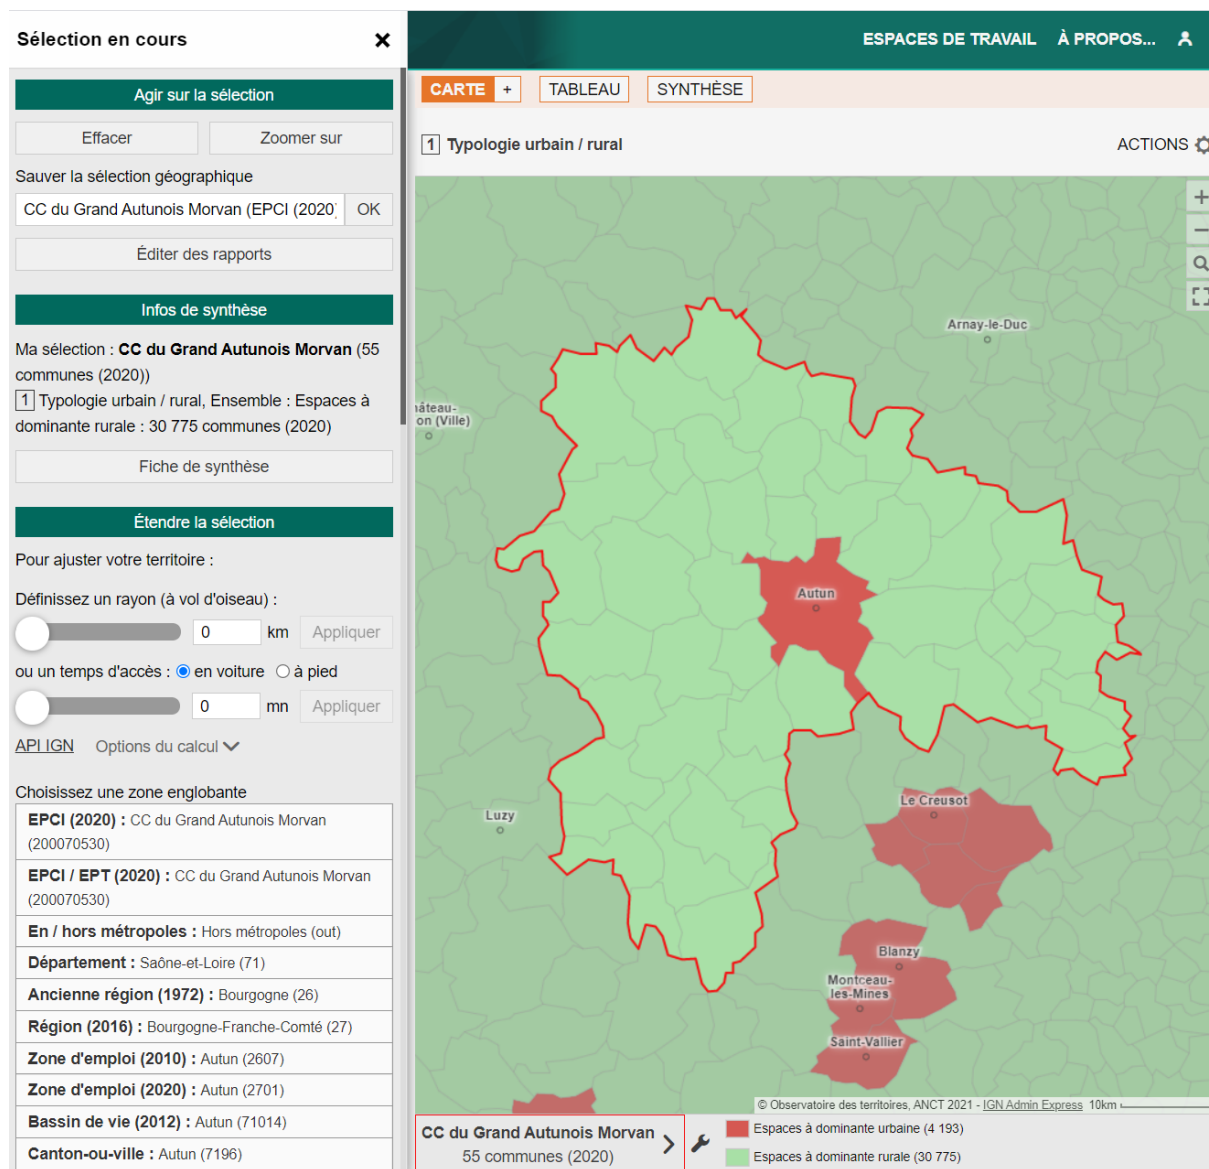 Sélection en cours
Agir sur la sélection
Effacer
Zoomer sur
Sauver la sélection géographique
CC du Grand Autunois Morvan (EPCI (2020)
OK
Éditer des rapports
Infos de synthèse
Ma sélection : CC du Grand Autunois Morvan (55
communes (2020))
1 Typologie urbain / rural, Ensemble : Espaces à
dominante rurale : 30 775 communes (2020)
Fiche de synthèse
Étendre la sélection
Pour ajuster votre territoire :
Définissez un rayon (à vol d'oiseau) :
0 km Appliquer
ou un temps d'accès : en voiture à pied
0 mn Appliquer
API IGN Options du calcul
Choisissez une zone englobante
EPCI (2020) : CC du Grand Autunois Morvan
(200070530)
EPCI / EPT (2020) : CC du Grand Autunois Morvan
(200070530)
En / hors métropoles : Hors métropoles (out)
Département : Saône-et-Loire (71)
Ancienne région (1972) : Bourgogne (26)
Région (2016) : Bourgogne-Franche-Comté (27)
Zone d'emploi (2010) : Autun (2607)
Zone d'emploi (2020) : Autun (2701)
Bassin de vie (2012) : Autun (71014)
Canton-ou-ville : Autun (7196)
ESPACES DE TRAVAIL À PROPOS...
CARTE + TABLEAU SYNTHÈSE
1 Typologie urbain / rural
ACTIONS
+
−
Arnay-le-Duc
hâteau-
on (Ville)
Autun
Luzy
Le Creusot
Blanzy
Montceau-
les-Mines
Saint-Vallier
© Observatoire des territoires, ANCT 2021 - IGN Admin Express 10km
CC du Grand Autunois Morvan
55 communes (2020)
Espaces à dominante urbaine (4 193)
Espaces à dominante rurale (30 775)